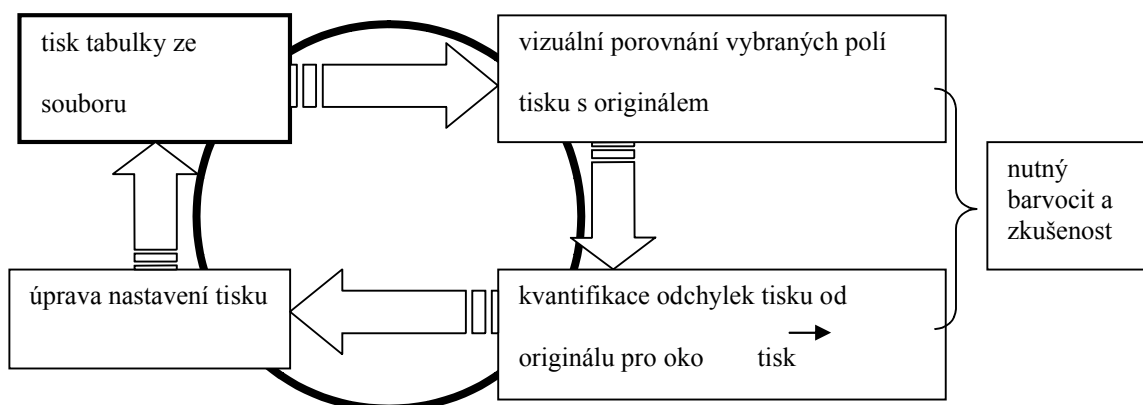 tisk tabulky ze
souboru
vizuální porovnání vybraných polí
tisku s originálem
nutný
barvocit a
zkušenost
kvantifikace odchylek tisku od
originálu pro oko → tisk
úprava nastavení tisku